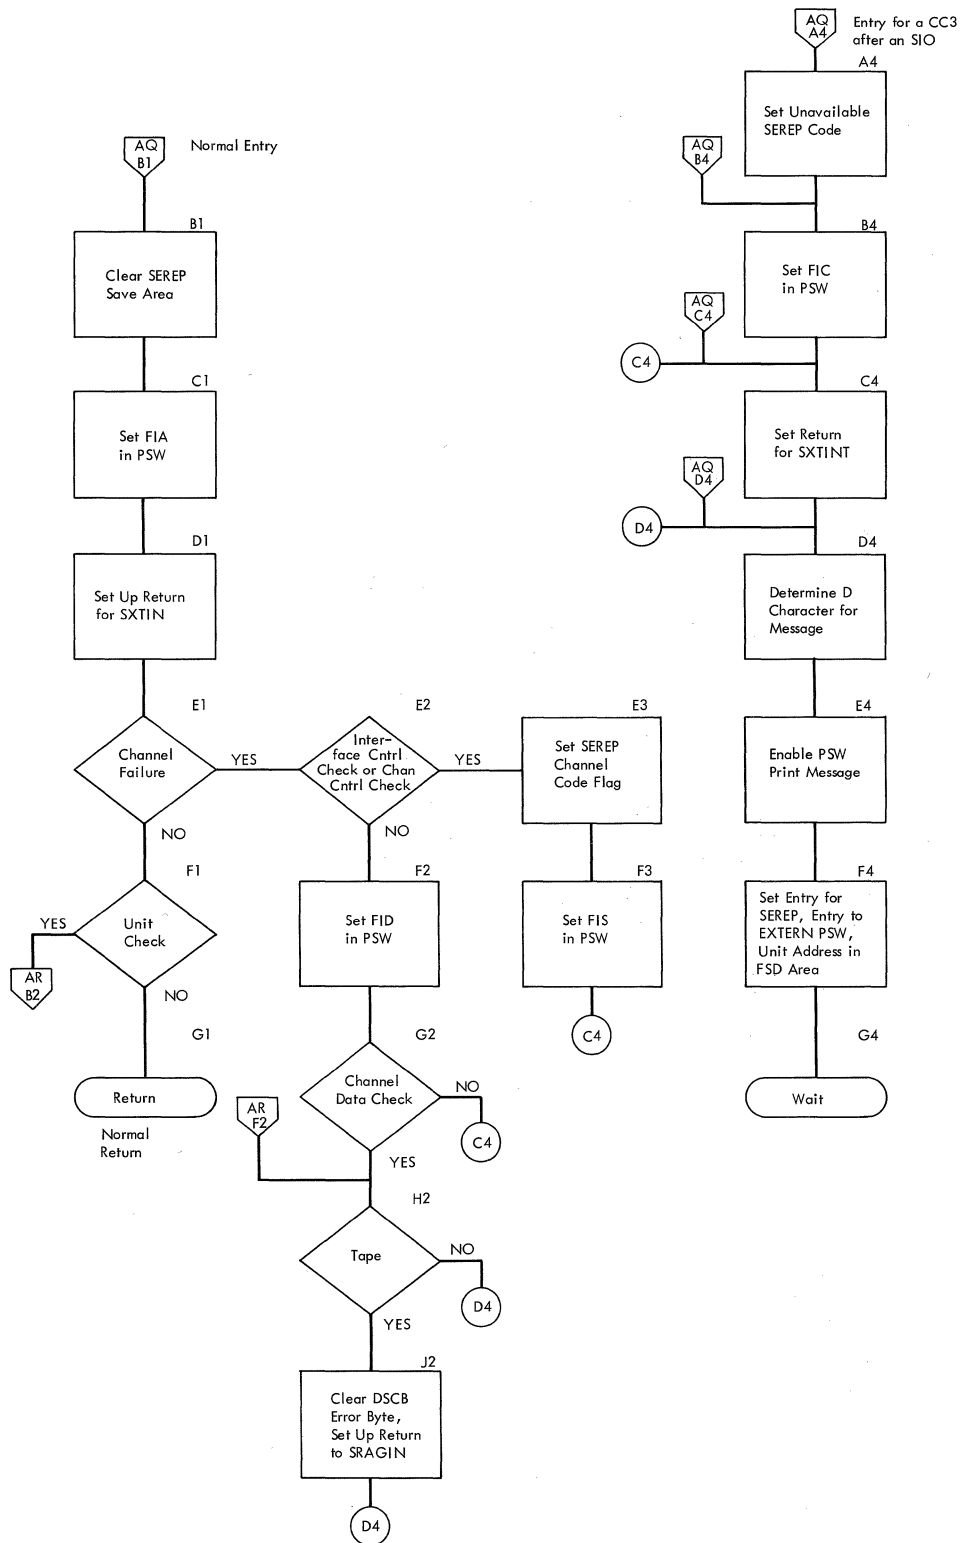 AQ
A4
Entry for a CC3
after an SIO
A4
Set Unavailable
SEREP Code
AQ
B1
Normal Entry
AQ
B4
B1
Clear SEREP
Save Area
B4
Set FIC
in PSW
AQ
C4
C4
C1
Set FIA
in PSW
C4
Set Return
for SXTINT
AQ
D4
D4
D1
Set Up Return
for SXTIN
D4
Determine D
Character for
Message
E1
Channel
Failure
YES
NO
E2
Inter-
face Cntrl
Check or Chan
Cntrl Check
YES
NO
E3
Set SEREP
Channel
Code Flag
E4
Enable PSW
Print Message
F1
Unit
Check
YES
NO
AR
B2
F2
Set FID
in PSW
F3
Set FIS
in PSW
C4
F4
Set Entry for
SEREP, Entry to
EXTERN PSW,
Unit Address in
FSD Area
G1
Return
Normal
Return
G2
Channel
Data Check
NO
C4
YES
G4
Wait
AR
F2
H2
Tape
NO
D4
YES
J2
Clear DSCB
Error Byte,
Set Up Return
to SRAGIN
D4